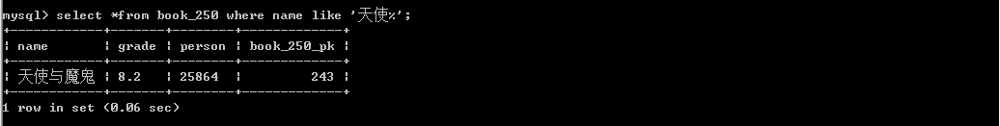 mysql> select *from book_250 where name like '天使%';
+------------+-------+--------+-------------+
¦ name       ¦ grade ¦ person ¦ book_250_pk ¦
+------------+-------+--------+-------------+
¦ 天使与魔鬼 ¦ 8.2   ¦ 25864  ¦         243 ¦
+------------+-------+--------+-------------+
1 row in set (0.06 sec)